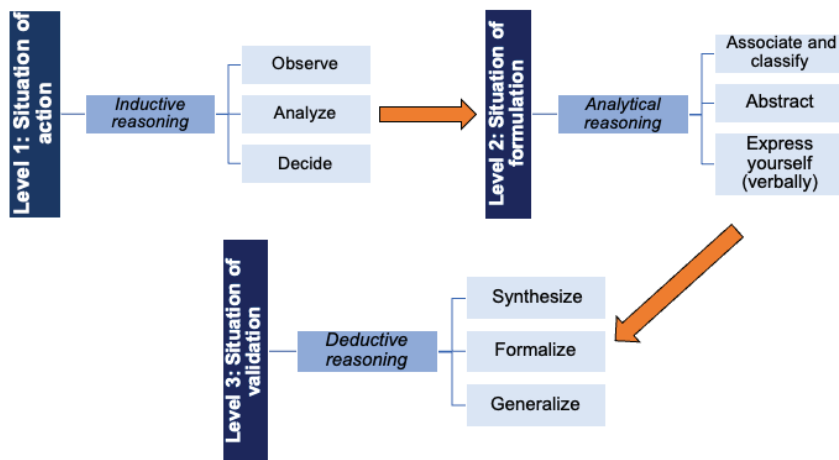 Level 1: Situation of
action
Inductive
reasoning
Observe
Analyze
Decide
Level 2: Situation of
formulation
Analytical
reasoning
Associate and
classify
Abstract
Express
yourself
(verbally)
Level 3: Situation of
validation
Deductive
reasoning
Synthesize
Formalize
Generalize